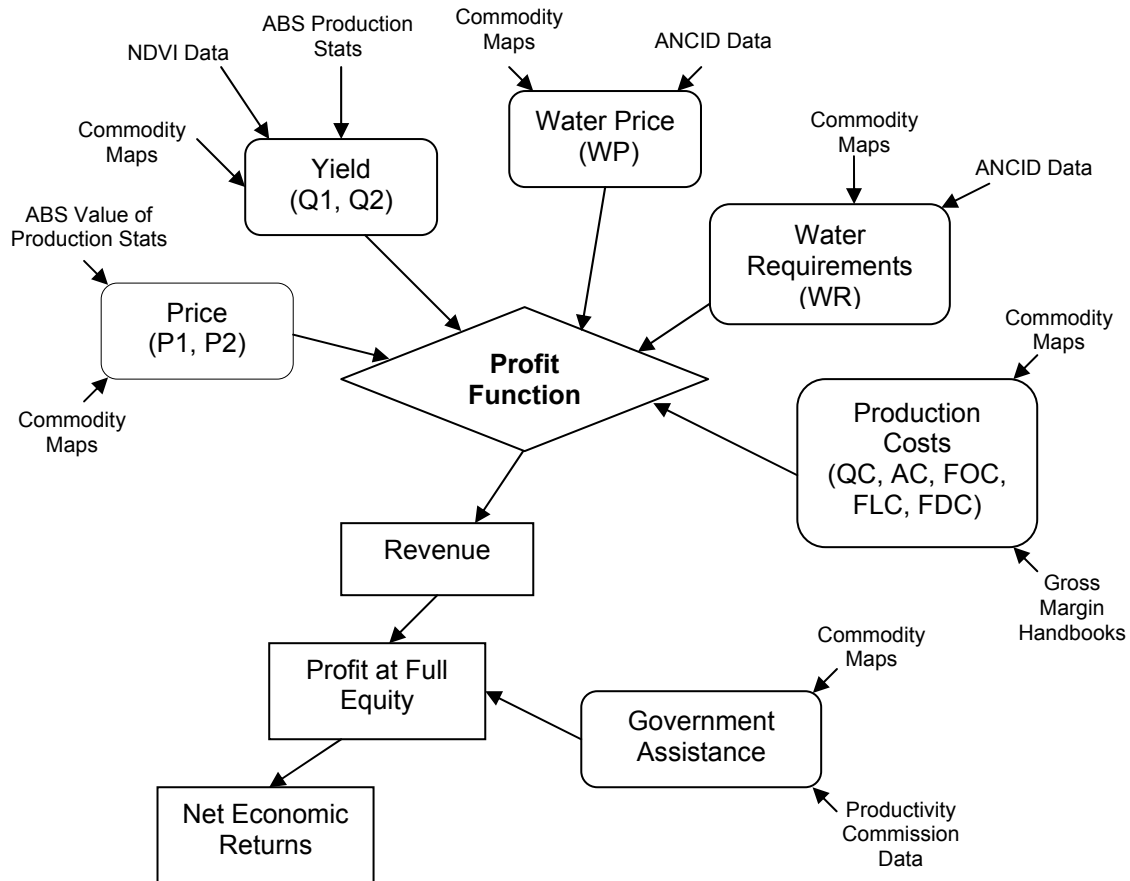 ABS Production
Stats
NDVI Data
Commodity
Maps
Yield
(Q1, Q2)
Commodity
Maps
ANCID Data
Water Price
(WP)
Commodity
Maps
ANCID Data
Water
Requirements
(WR)
ABS Value of
Production Stats
Price
(P1, P2)
Commodity
Maps
Profit
Function
Commodity
Maps
Production
Costs
(QC, AC, FOC,
FLC, FDC)
Gross
Margin
Handbooks
Revenue
Profit at Full
Equity
Commodity
Maps
Government
Assistance
Productivity
Commission
Data
Net Economic
Returns